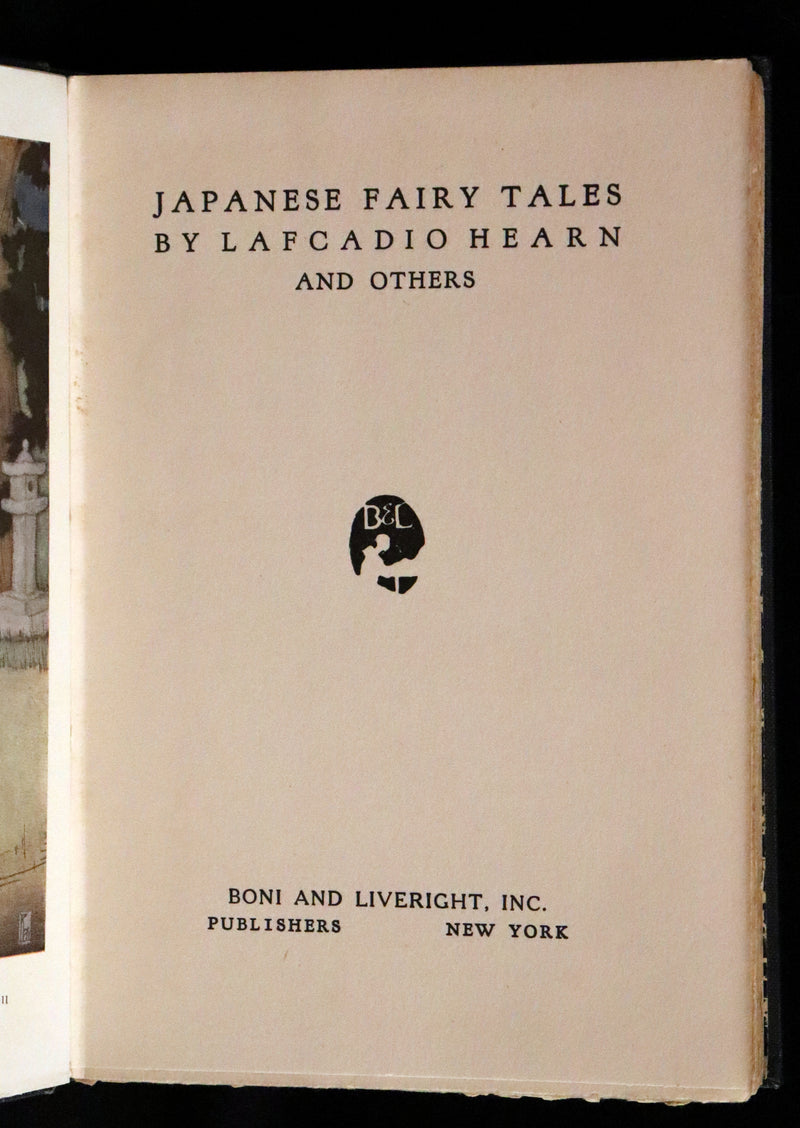 JAPANESE FAIRY TALES
BY LAFCADIO HEARN
AND OTHERS
B&L
BONI AND LIVERIGHT, INC.
PUBLISHERS NEW YORK